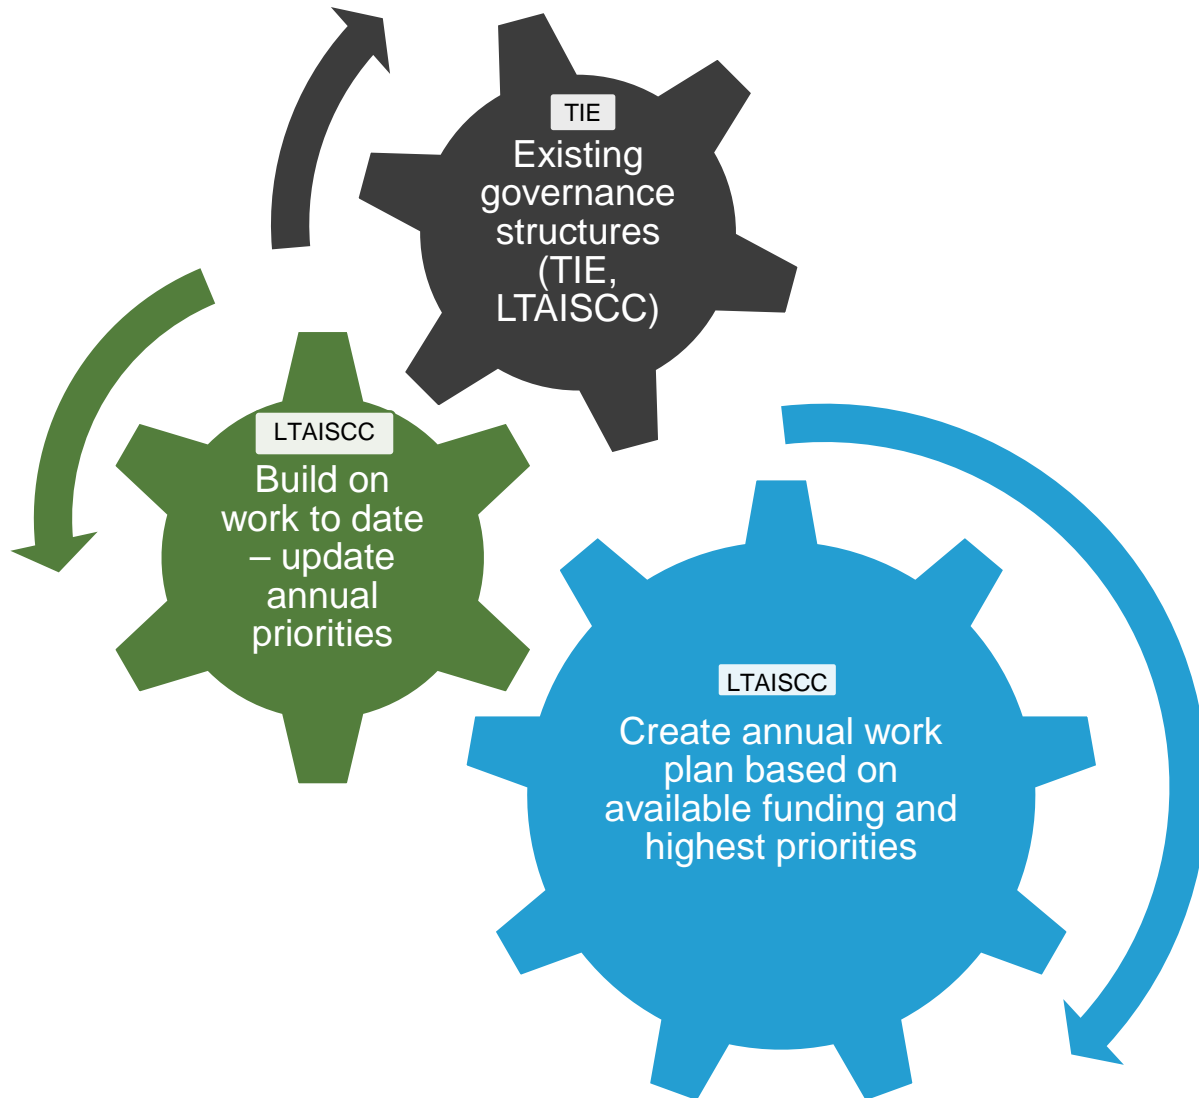 TIE
Existing
governance
structures
(TIE,
LTAISCC)
LTAISCC
Build on
work to date
– update
annual
priorities
LTAISCC
Create annual work
plan based on
available funding and
highest priorities